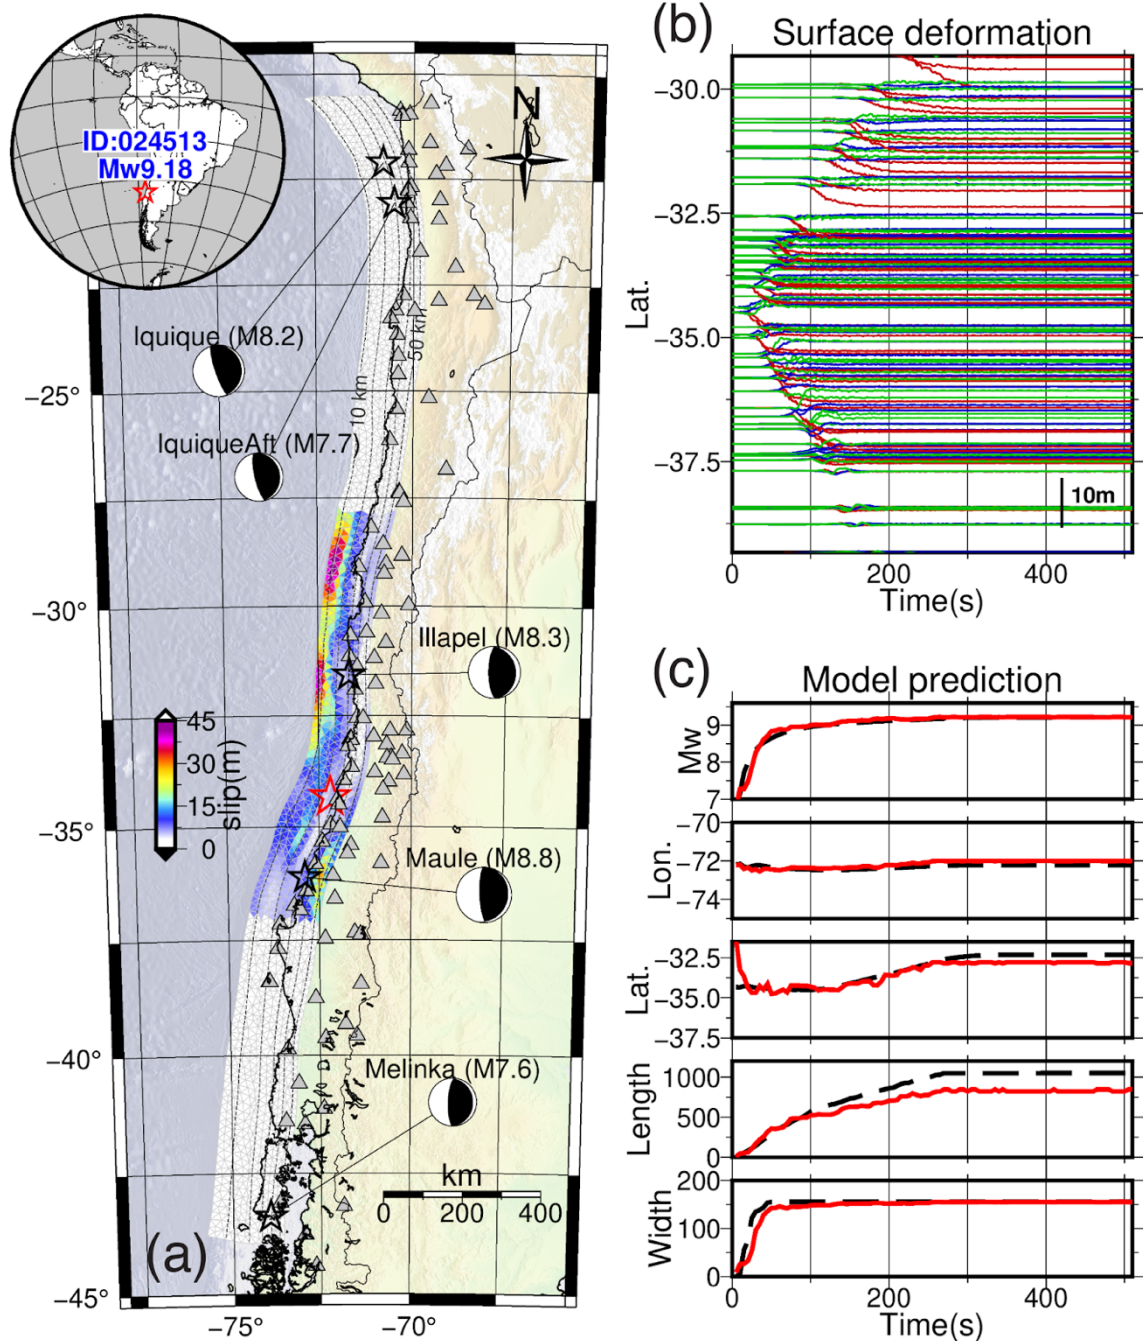 ID:024513
Mw9.18
N
Iquique (M8.2)
50 km
10 km
IquiqueAft (M7.7)
−25°
−30°
Illapel (M8.3)
slip(m)
45
30
15
0
−35°
Maule (M8.8)
−40°
Melinka (M7.6)
km
0 200 400
(a)
−45°
−75° −70°
(b)
Surface deformation
Lat.
−30.0
−32.5
−35.0
−37.5
10m
0 200 400
Time(s)
(c)
Model prediction
Mw
9
8
7
Lon.
−70
−72
−74
Lat.
−32.5
−35.0
−37.5
Length
1000
500
0
Width
200
100
0
0 200 400
Time(s)